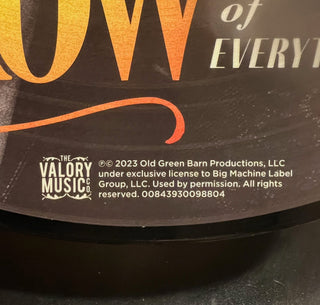 ROW
of
EVERYT
THE
VALORY
MUSIC
CO.
℗© 2023 Old Green Barn Productions, LLC
under exclusive license to Big Machine Label
Group, LLC. Used by permission. All rights
reserved. 00843930098804